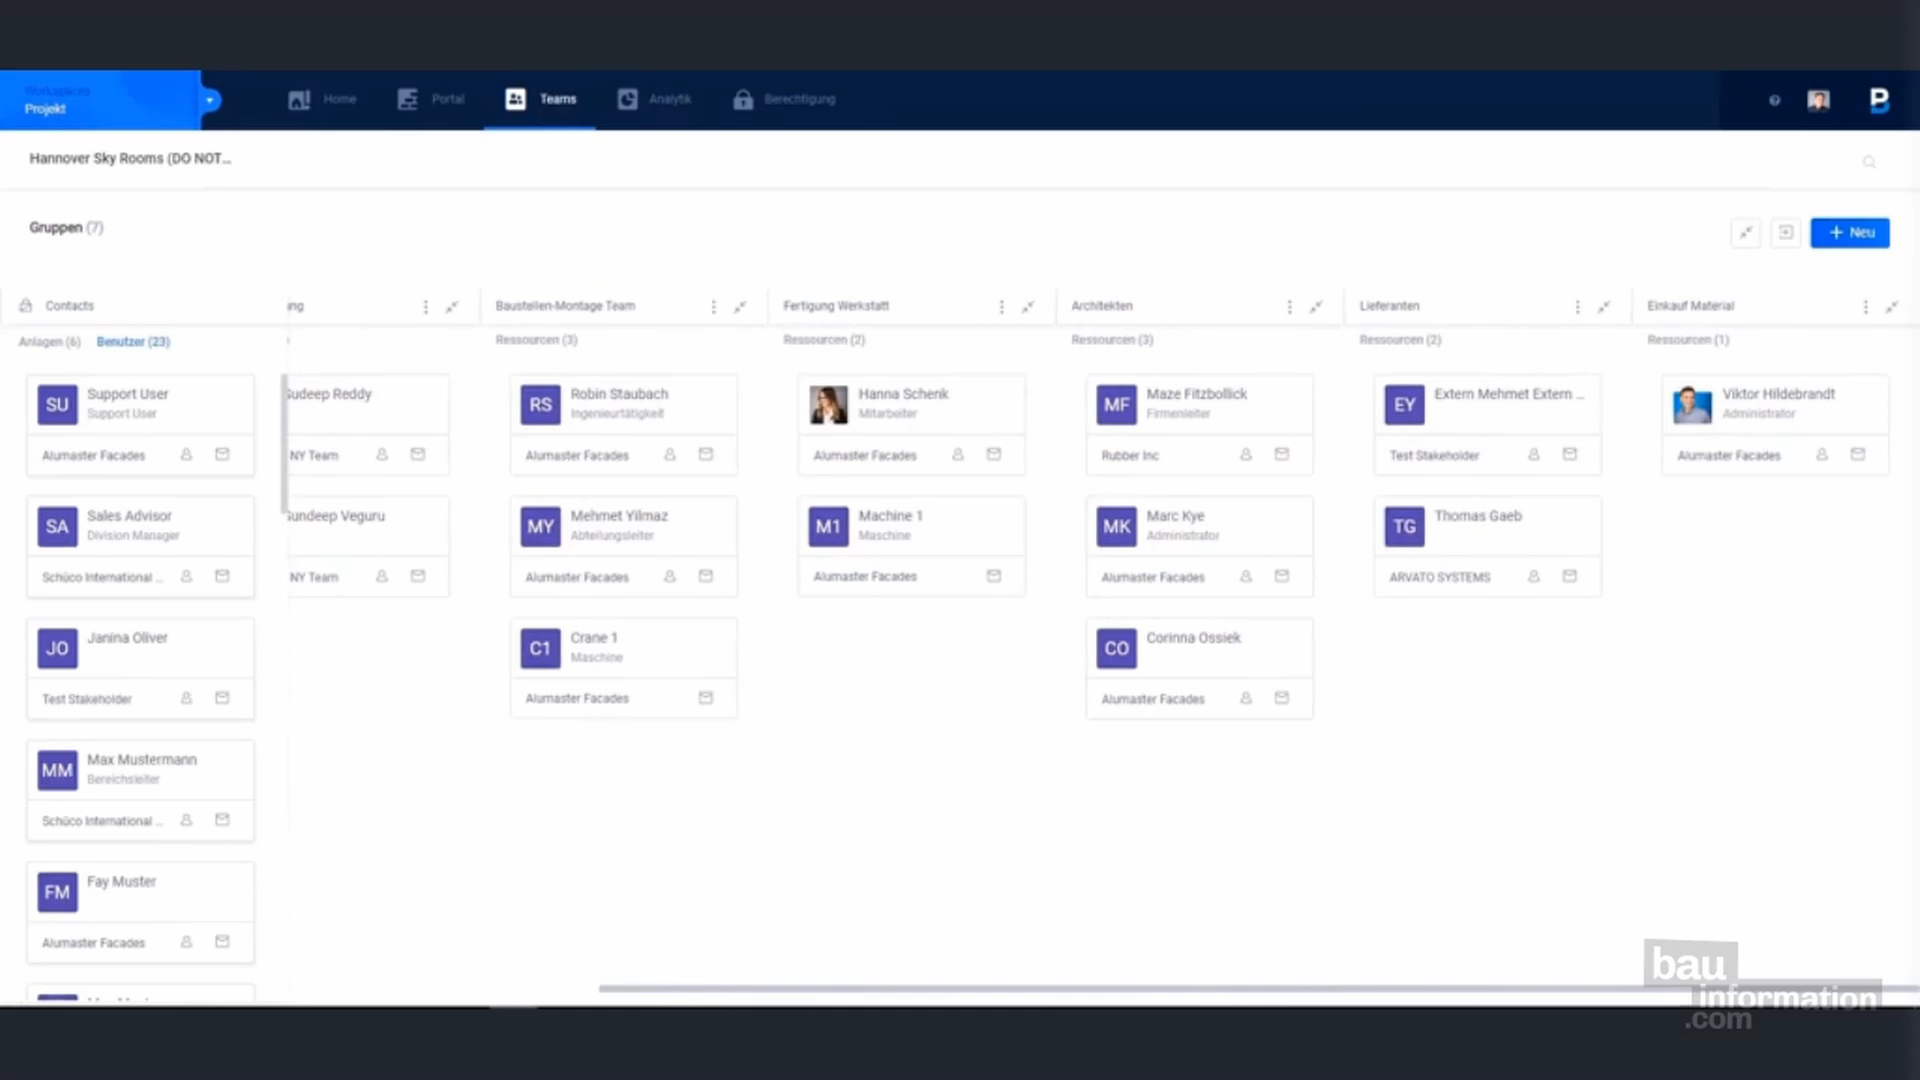 Workspaces
Projekt
Home
Portal
Teams
Analytik
Berechtigung
Hannover Sky Rooms (DO NOT...
Gruppen (7)
+ Neu
Contacts
Anlagen (6) Benutzer (23)
SU Support User
Support User
Alumaster Facades
SA Sales Advisor
Division Manager
Schüco International ...
JO Janina Oliver
Test Stakeholder
MM Max Mustermann
Bereichsleiter
Schüco International ...
FM Fay Muster
Alumaster Facades
ng
Sudeep Reddy
NY Team
Sundeep Veguru
NY Team
Baustellen-Montage Team
Ressourcen (3)
RS Robin Staubach
Ingenieurtätigkeit
Alumaster Facades
MY Mehmet Yilmaz
Abteilungsleiter
Alumaster Facades
C1 Crane 1
Maschine
Alumaster Facades
Fertigung Werkstatt
Ressourcen (2)
Hanna Schenk
Mitarbeiter
Alumaster Facades
M1 Machine 1
Maschine
Alumaster Facades
Architekten
Ressourcen (3)
MF Maze Fitzbollick
Firmenleiter
Rubber Inc
MK Marc Kye
Administrator
Alumaster Facades
CO Corinna Ossiek
Alumaster Facades
Lieferanten
Ressourcen (2)
EY Extern Mehmet Extern ...
Test Stakeholder
TG Thomas Gaeb
ARVATO SYSTEMS
Einkauf Material
Ressourcen (1)
Viktor Hildebrandt
Administrator
Alumaster Facades
bau
information
.com